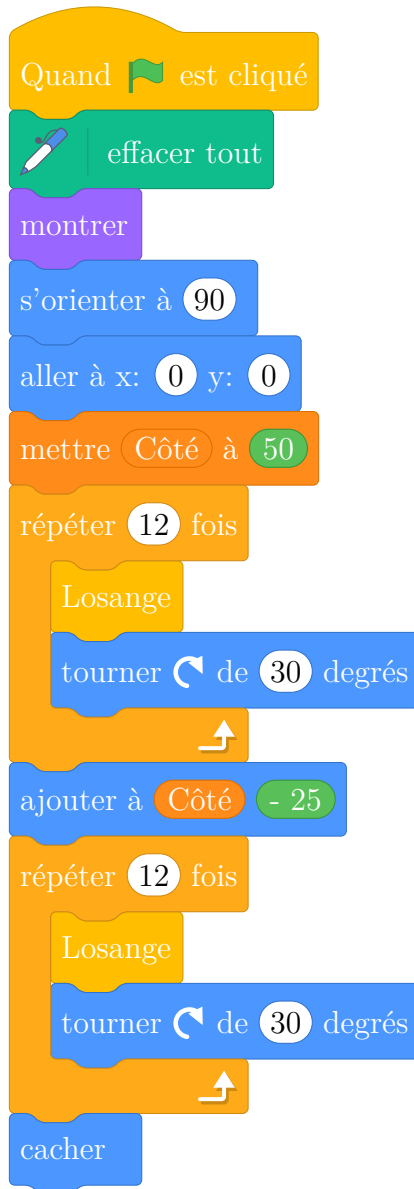 Quand est cliqué
effacer tout
montrer
s'orienter à 90
aller à x: 0 y: 0
mettre Côté à 50
répéter 12 fois
Losange
tourner de 30 degrés
ajouter à Côté - 25
répéter 12 fois
Losange
tourner de 30 degrés
cacher